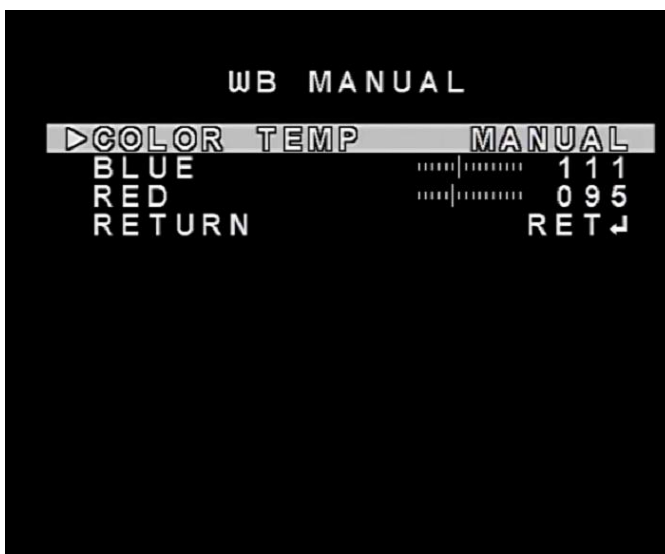 WB MANUAL
▷COLOR TEMP MANUAL
BLUE 111
RED 095
RETURN RET↲